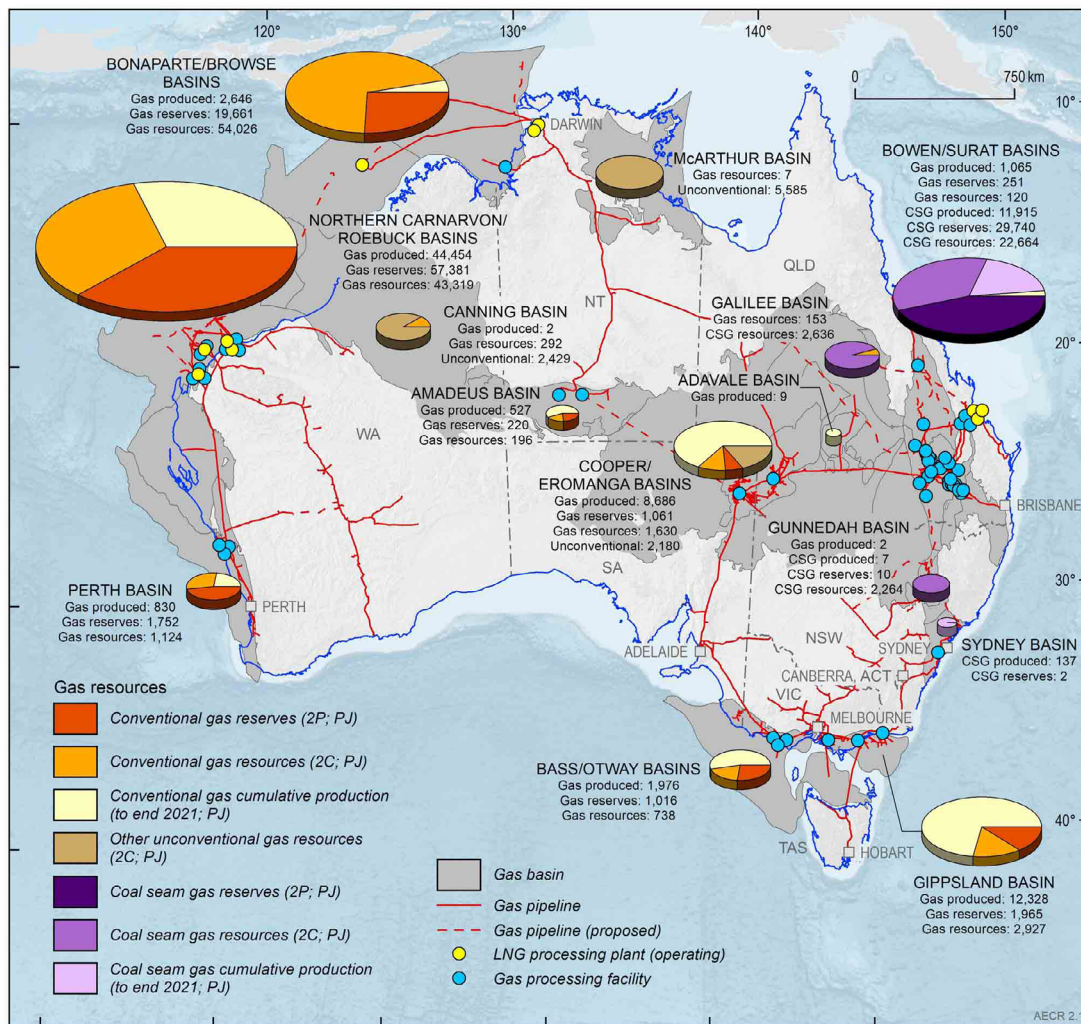 120°
130°
140°
150°
0
750 km
10°
20°
30°
40°
BONAPARTE/BROWSE
BASINS
Gas produced: 2,646
Gas reserves: 19,661
Gas resources: 54,026
DARWIN
McARTHUR BASIN
Gas resources: 7
Unconventional: 5,585
BOWEN/SURAT BASINS
Gas produced: 1,065
Gas reserves: 251
Gas resources: 120
CSG produced: 11,915
CSG reserves: 29,740
CSG resources: 22,664
NORTHERN CARNARVON/
ROEBUCK BASINS
Gas produced: 44,454
Gas reserves: 57,381
Gas resources: 43,319
NT
QLD
CANNING BASIN
Gas produced: 2
Gas resources: 292
Unconventional: 2,429
GALILEE BASIN
Gas resources: 153
CSG resources: 2,636
ADAVALE BASIN
Gas produced: 9
AMADEUS BASIN
Gas produced: 527
Gas reserves: 220
Gas resources: 196
WA
COOPER/
EROMANGA BASINS
Gas produced: 8,686
Gas reserves: 1,061
Gas resources: 1,630
Unconventional: 2,180
BRISBANE
GUNNEDAH BASIN
Gas produced: 2
CSG produced: 7
CSG reserves: 10
CSG resources: 2,264
SA
PERTH BASIN
Gas produced: 830
Gas reserves: 1,752
Gas resources: 1,124
PERTH
ADELAIDE
NSW
SYDNEY
SYDNEY BASIN
CSG produced: 137
CSG reserves: 2
CANBERRA, ACT
VIC
MELBOURNE
BASS/OTWAY BASINS
Gas produced: 1,976
Gas reserves: 1,016
Gas resources: 738
TAS
HOBART
GIPPSLAND BASIN
Gas produced: 12,328
Gas reserves: 1,965
Gas resources: 2,927
Gas resources
Conventional gas reserves (2P; PJ)
Conventional gas resources (2C; PJ)
Conventional gas cumulative production
(to end 2021; PJ)
Other unconventional gas resources
(2C; PJ)
Coal seam gas reserves (2P; PJ)
Coal seam gas resources (2C; PJ)
Coal seam gas cumulative production
(to end 2021; PJ)
Gas basin
Gas pipeline
Gas pipeline (proposed)
LNG processing plant (operating)
Gas processing facility
AECR 2.